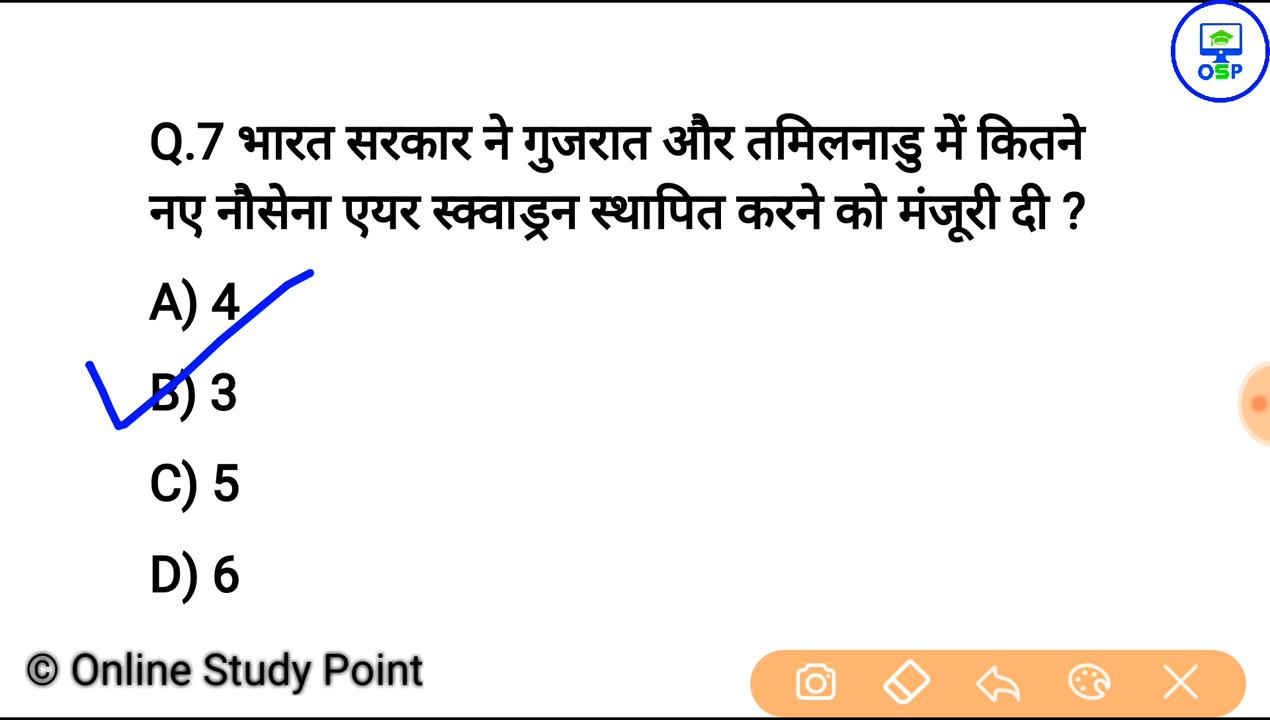 OSP
Q.7 भारत सरकार ने गुजरात और तमिलनाडु में कितने
नए नौसेना एयर स्क्वाड्रन स्थापित करने को मंजूरी दी ?
A) 4
B) 3
C) 5
D) 6
© Online Study Point